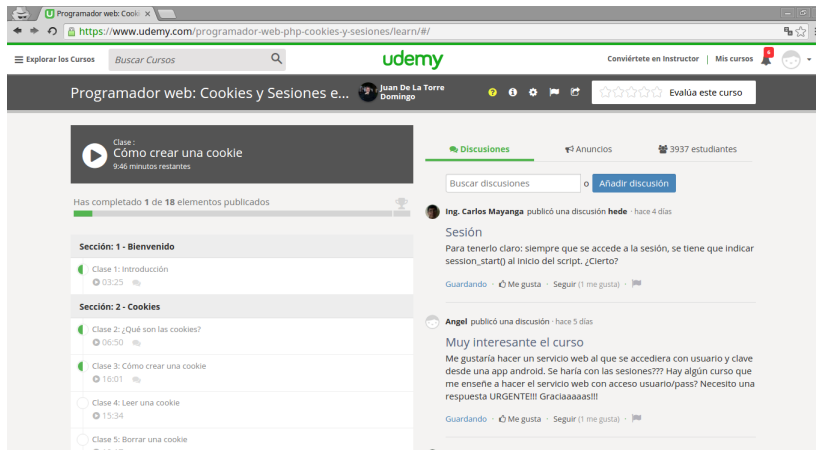 Programador web: Cooki
https://www.udemy.com/programador-web-php-cookies-y-sesiones/learn/#/
Explorar los Cursos
Buscar Cursos
udemy
Conviértete en Instructor | Mis cursos
6
Programador web: Cookies y Sesiones e...
Juan De La Torre
Domingo
Evalúa este curso
Clase :
Cómo crear una cookie
9:46 minutos restantes
Has completado 1 de 18 elementos publicados
Sección: 1 - Bienvenido
Clase 1: Introducción
03:25
Sección: 2 - Cookies
Clase 2: ¿Qué son las cookies?
06:50
Clase 3: Cómo crear una cookie
16:01
Clase 4: Leer una cookie
15:34
Clase 5: Borrar una cookie
Discusiones
Anuncios
3937 estudiantes
Buscar discusiones
o
Añadir discusión
Ing. Carlos Mayanga publicó una discusión hede · hace 4 días
Sesión
Para tenerlo claro: siempre que se accede a la sesión, se tiene que indicar
session_start() al inicio del script. ¿Cierto?
Guardando · Me gusta · Seguir (1 me gusta) ·
Angel publicó una discusión · hace 5 días
Muy interesante el curso
Me gustaría hacer un servicio web al que se accediera con usuario y clave
desde una app android. Se haría con las sesiones??? Hay algún curso que
me enseñe a hacer el servicio web con acceso usuario/pass? Necesito una
respuesta URGENTE!!! Graciaaaaas!!!
Guardando · Me gusta · Seguir (1 me gusta) ·